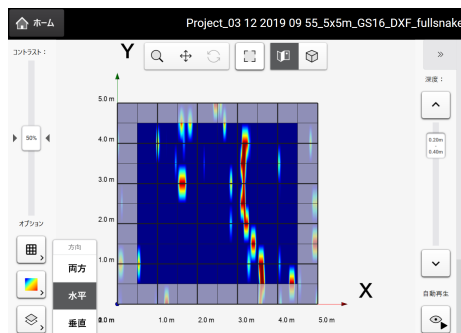 ホーム
Project_03 12 2019 09 55_5x5m_GS16_DXF_fullsnake
コントラスト：
50%
オプション
方向
両方
水平
垂直
Y
5.0 m
4.0 m
3.0 m
2.0 m
1.0 m
0.0 m
1.0 m
2.0 m
3.0 m
4.0 m
5.0 m
X
»
深度：
0.20m
0.40m
自動再生